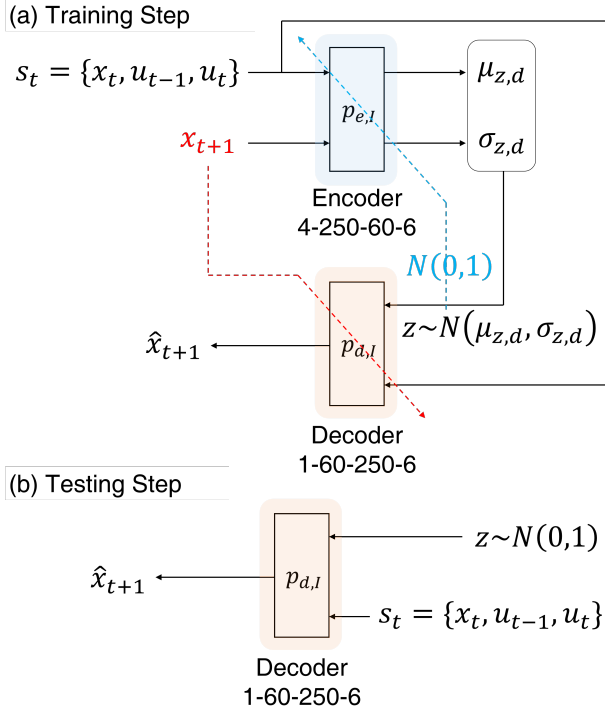 (a) Training Step
s_t = {x_t, u_{t−1}, u_t}
p_{e,I}
μ_{z,d}
σ_{z,d}
x_{t+1}
Encoder
4-250-60-6
N(0,1)
z~N(μ_{z,d}, σ_{z,d})
x̂_{t+1}
p_{d,I}
Decoder
1-60-250-6
(b) Testing Step
z~N(0,1)
x̂_{t+1}
p_{d,I}
s_t = {x_t, u_{t−1}, u_t}
Decoder
1-60-250-6